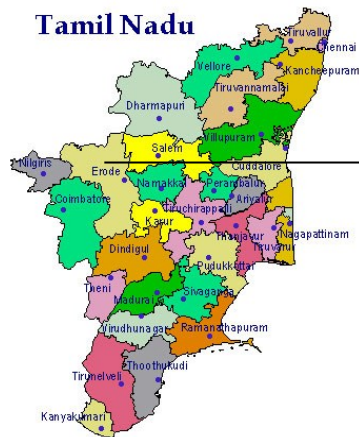 Tamil Nadu
Tiruvallur
Chennai
Vellore
Kancheepuram
Tiruvannamalai
Dharmapuri
Villupuram
Salem
Nilgiris
Cuddalore
Erode
Namakkal
Perambalur
Coimbatore
Ariyalur
Karur
Tiruchirappalli
Nagapattinam
Thanjavur
Tiruvarur
Dindigul
Pudukkottai
Theni
Sivaganga
Madurai
Virudhunagar
Ramanathapuram
Thoothukudi
Tirunelveli
Kanyakumari